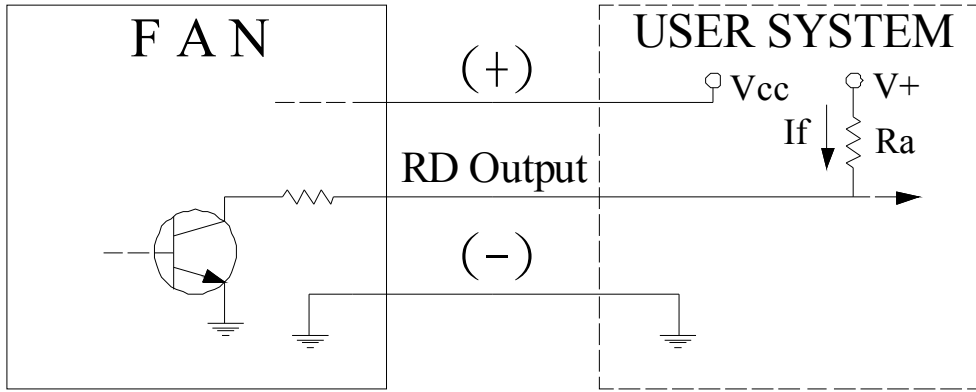 F A N
USER SYSTEM
(+)
Vcc
V+
If
Ra
RD Output
(-)